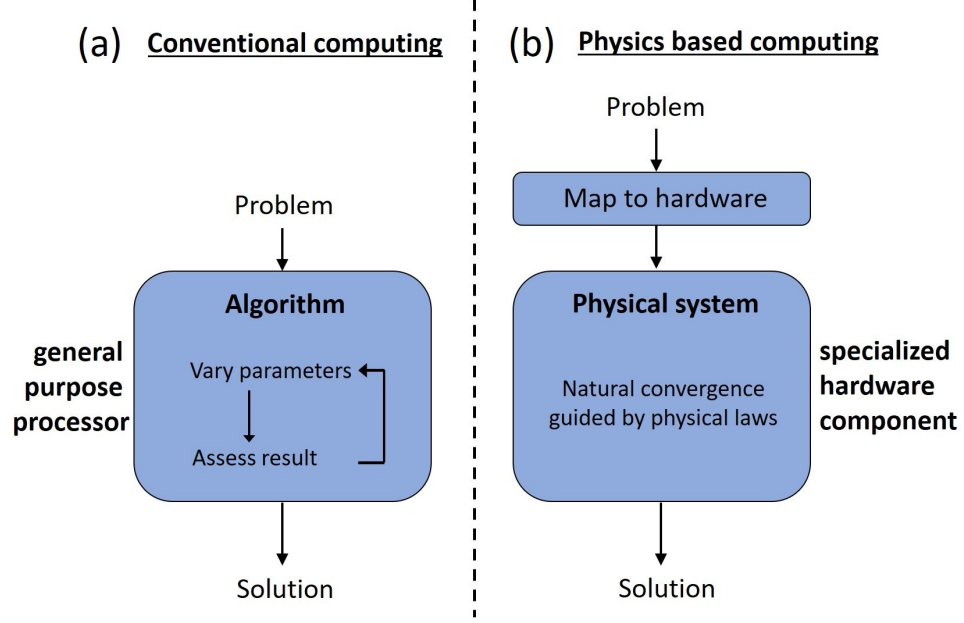 (a) Conventional computing
Problem
Algorithm
general
purpose
processor
Vary parameters
Assess result
Solution
(b) Physics based computing
Problem
Map to hardware
Physical system
Natural convergence
guided by physical laws
specialized
hardware
component
Solution